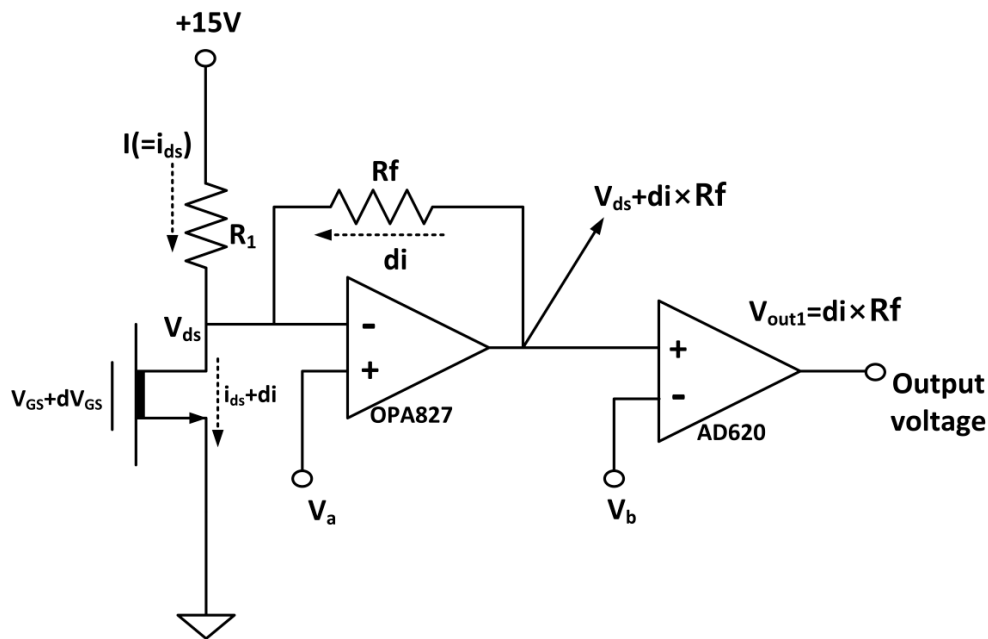 +15V
I(=ids)
Rf
Vds+di×Rf
R1
di
Vout1=di×Rf
Vds
-
+
VGS+dVGS
ids+di
OPA827
+
-
AD620
Output
voltage
Va
Vb